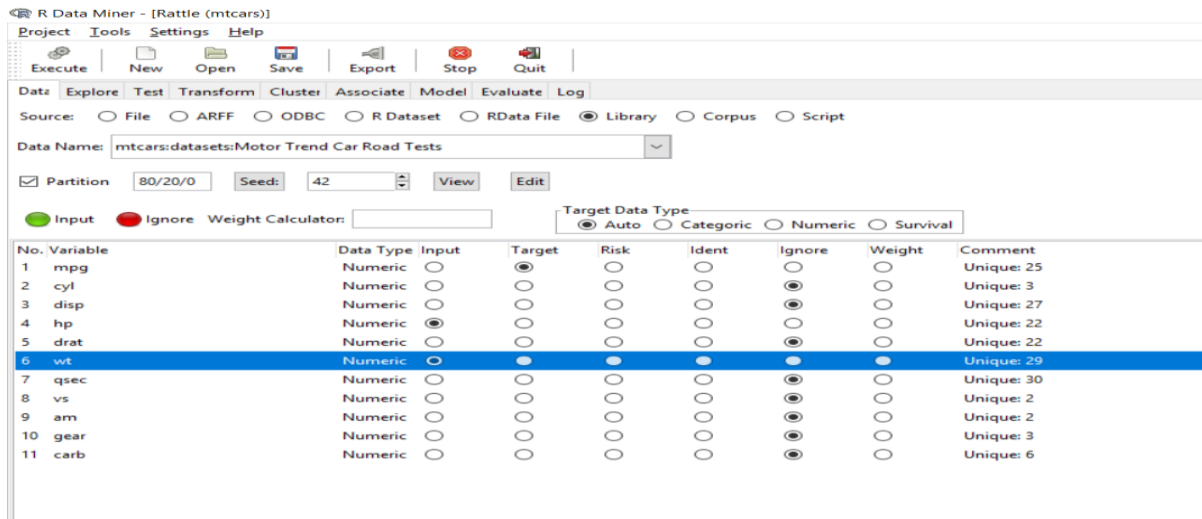 R Data Miner - [Rattle (mtcars)]
Project Tools Settings Help
Execute New Open Save Export Stop Quit
Data Explore Test Transform Cluster Associate Model Evaluate Log
Source: File ARFF ODBC R Dataset RData File Library Corpus Script
Data Name: mtcars:datasets:Motor Trend Car Road Tests
Partition 80/20/0 Seed: 42 View Edit
Target Data Type
Input Ignore Weight Calculator: Auto Categoric Numeric Survival
No. Variable Data Type Input Target Risk Ident Ignore Weight Comment
1 mpg Numeric Unique: 25
2 cyl Numeric Unique: 3
3 disp Numeric Unique: 27
4 hp Numeric Unique: 22
5 drat Numeric Unique: 22
6 wt Numeric Unique: 29
7 qsec Numeric Unique: 30
8 vs Numeric Unique: 2
9 am Numeric Unique: 2
10 gear Numeric Unique: 3
11 carb Numeric Unique: 6